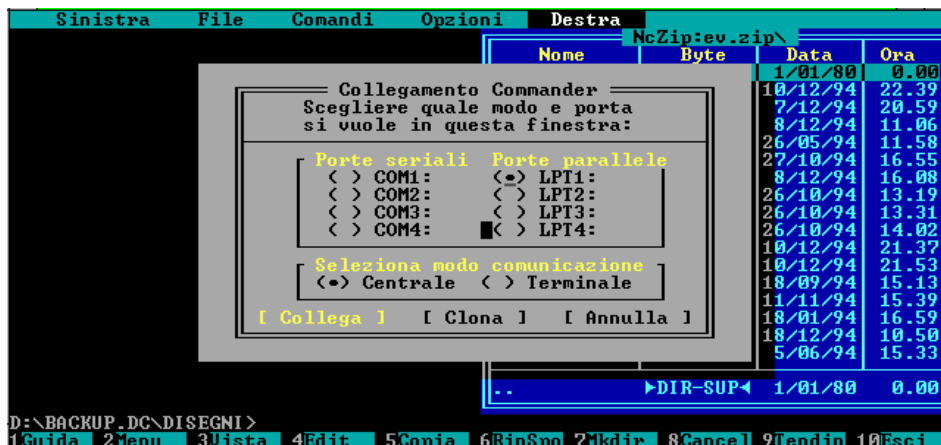 Sinistra File Comandi Opzioni Destra
NcZip:ev.zip\
Nome Byte Data Ora
1/01/80 0.00
Collegamento Commander 10/12/94 22.39
Scegliere quale modo e porta 7/12/94 20.59
si vuole in questa finestra: 8/12/94 11.06
26/05/94 11.58
Porte seriali Porte parallele 27/10/94 16.55
( ) COM1: (•) LPT1: 8/12/94 16.08
( ) COM2: ( ) LPT2: 26/10/94 13.19
( ) COM3: ( ) LPT3: 26/10/94 13.31
( ) COM4: ( ) LPT4: 26/10/94 14.02
10/12/94 21.37
Seleziona modo comunicazione 10/12/94 21.53
(•) Centrale ( ) Terminale 18/09/94 15.13
11/11/94 15.39
[ Collega ] [ Clona ] [ Annulla ] 18/01/94 16.59
18/12/94 10.50
5/06/94 15.33
.. ►DIR-SUP◄ 1/01/80 0.00
D:\BACKUP.DC\DISEGNI>
1Guida 2Menu 3Vista 4Edit 5Copia 6RinSpo 7Mkdir 8Cancel 9Tendin 10Esci